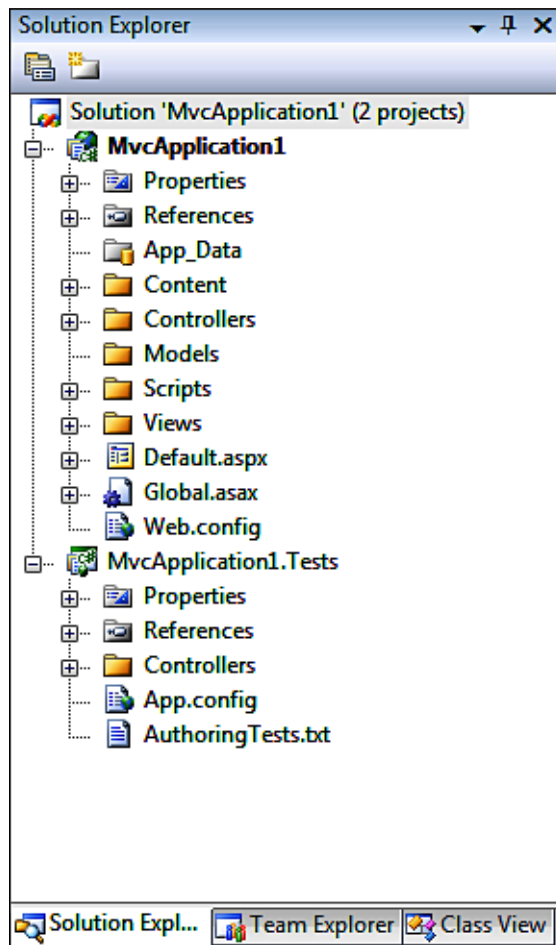 Solution Explorer
Solution 'MvcApplication1' (2 projects)
MvcApplication1
Properties
References
App_Data
Content
Controllers
Models
Scripts
Views
Default.aspx
Global.asax
Web.config
MvcApplication1.Tests
Properties
References
Controllers
App.config
AuthoringTests.txt
Solution Expl... Team Explorer Class View